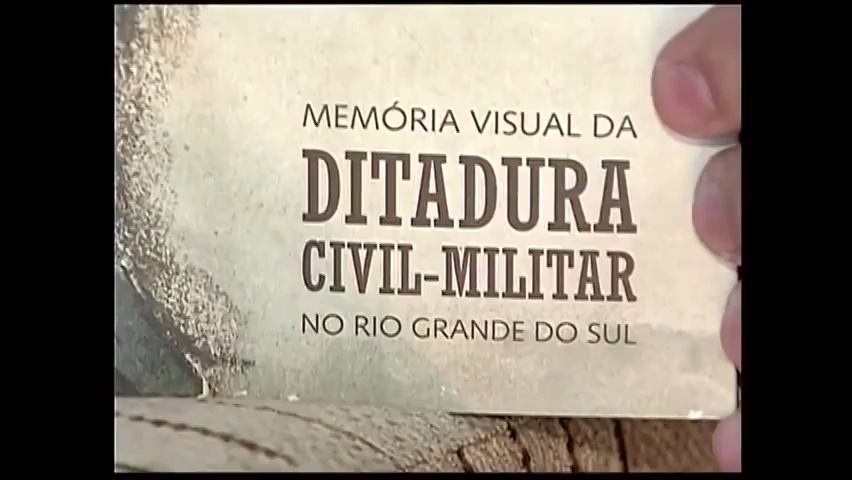 MEMÓRIA VISUAL DA
DITADURA
CIVIL-MILITAR
NO RIO GRANDE DO SUL